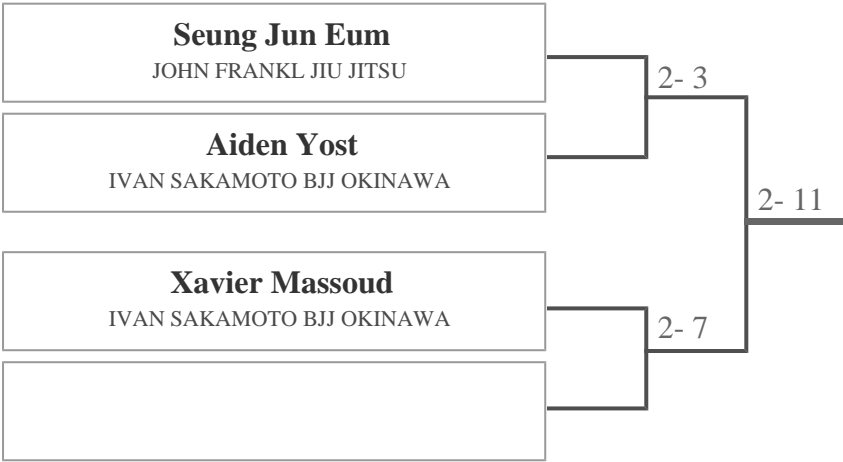 Seung Jun Eum
JOHN FRANKL JIU JITSU
2- 3
Aiden Yost
IVAN SAKAMOTO BJJ OKINAWA
2- 11
Xavier Massoud
IVAN SAKAMOTO BJJ OKINAWA
2- 7